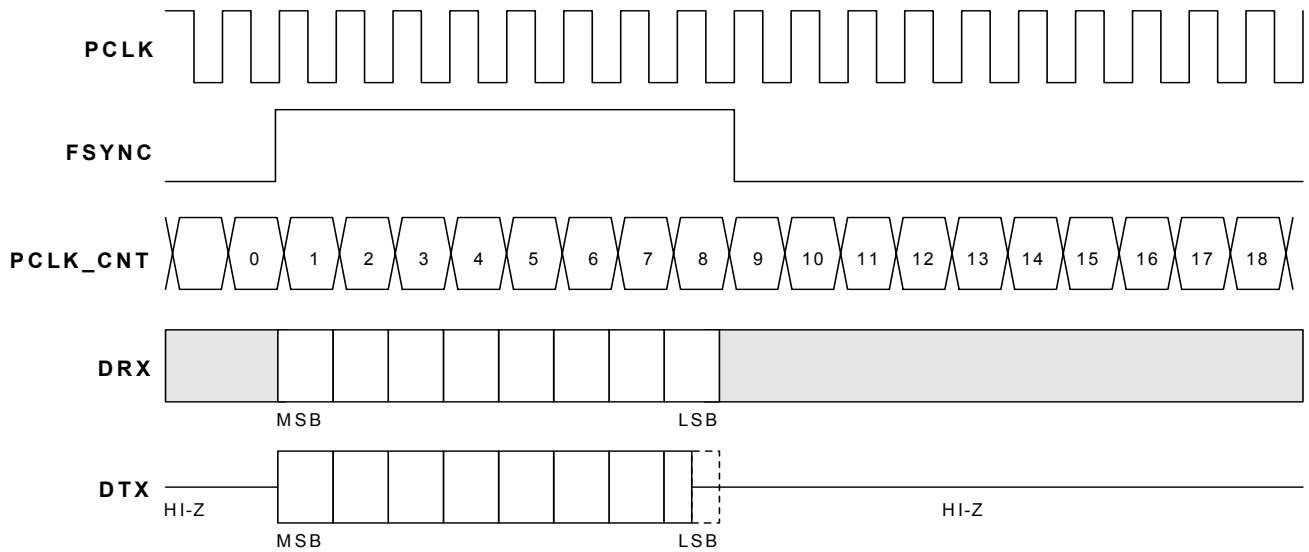 PCLK
FSYNC
PCLK_CNT 0 1 2 3 4 5 6 7 8 9 10 11 12 13 14 15 16 17 18
DRX
MSB LSB
DTX
HI-Z HI-Z
MSB LSB